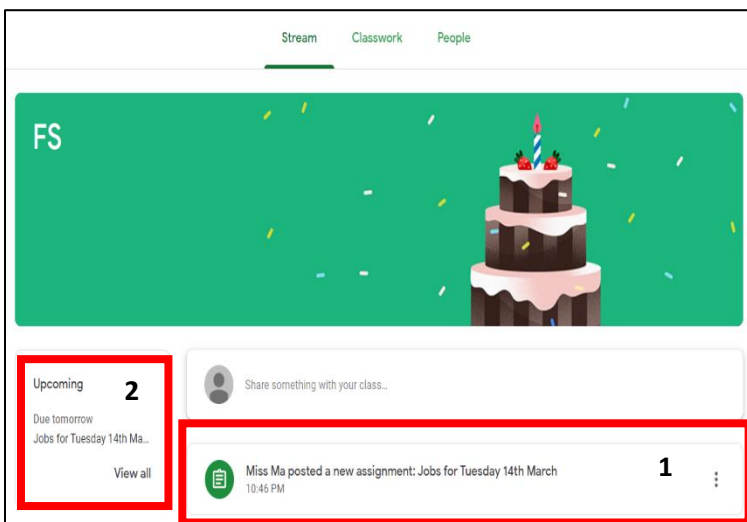 Stream Classwork People
FS
Upcoming 2
Due tomorrow
Jobs for Tuesday 14th Ma...
View all
Share something with your class...
Miss Ma posted a new assignment: Jobs for Tuesday 14th March 1
10:46 PM